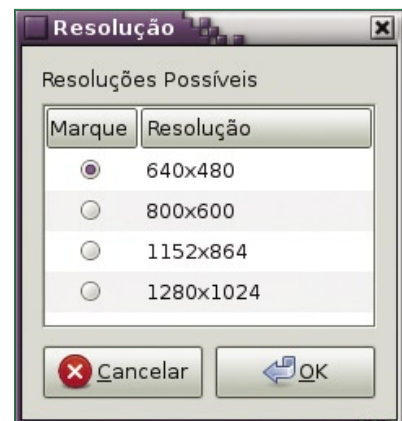 Resolução
Resoluções Possíveis
Marque Resolução
640x480
800x600
1152x864
1280x1024
Cancelar OK